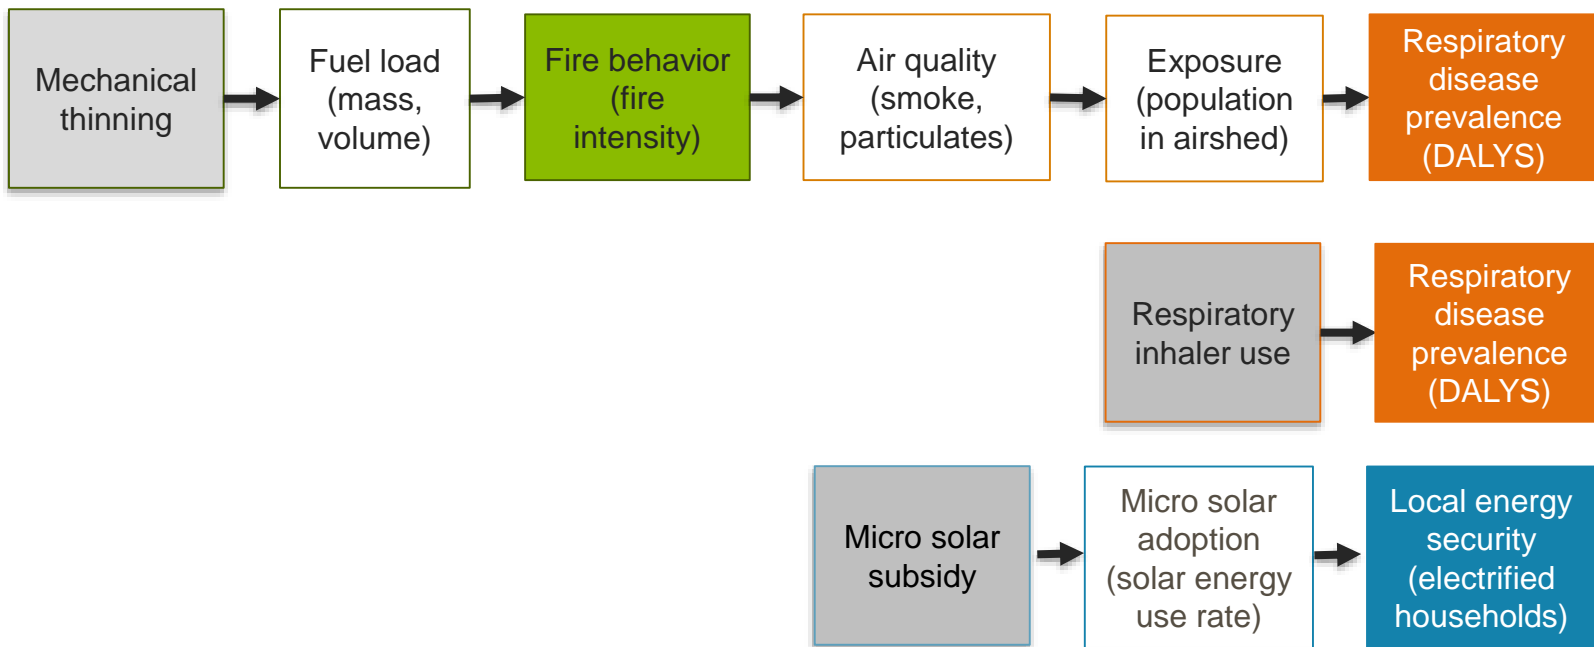 Mechanical
thinning
Fuel load
(mass,
volume)
Fire behavior
(fire
intensity)
Air quality
(smoke,
particulates)
Exposure
(population
in airshed)
Respiratory
disease
prevalence
(DALYS)
Respiratory
inhaler use
Respiratory
disease
prevalence
(DALYS)
Micro solar
subsidy
Micro solar
adoption
(solar energy
use rate)
Local energy
security
(electrified
households)